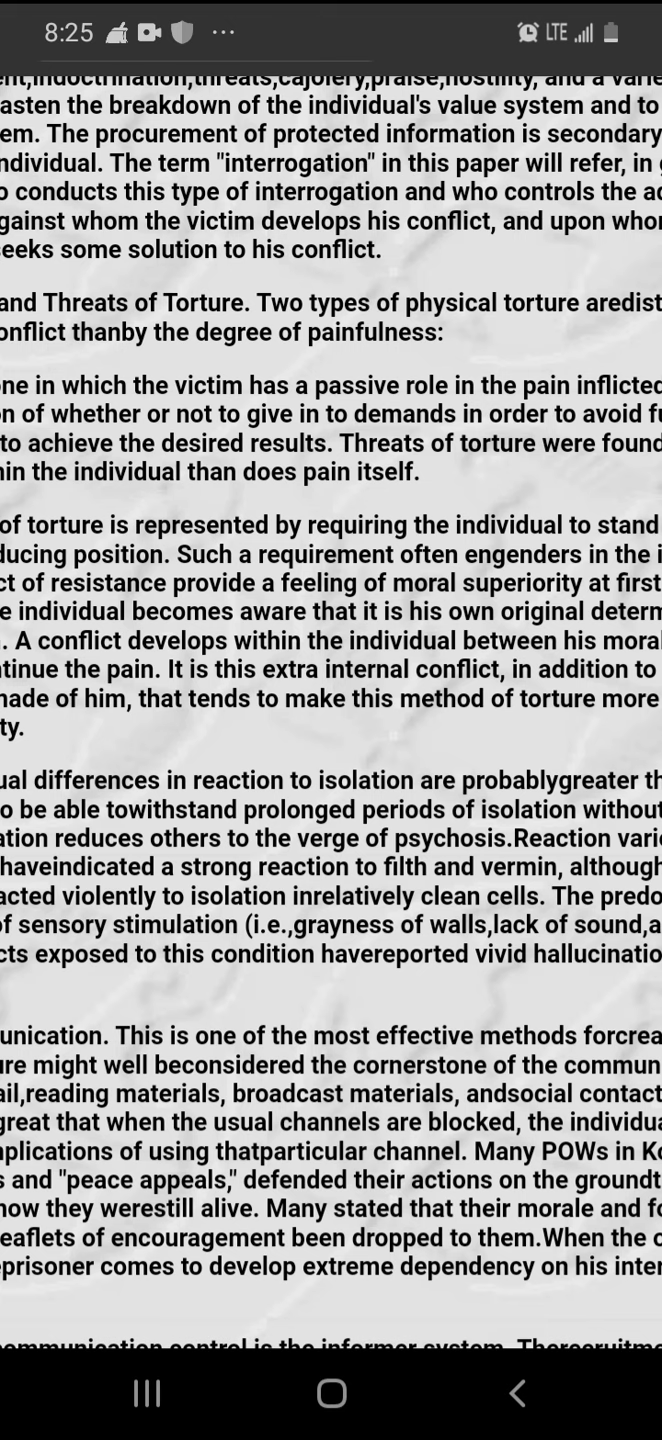 8:25 ... LTE
ent,indoctrination,threats,cajolery,praise,hostility, and a varie
asten the breakdown of the individual's value system and to
em. The procurement of protected information is secondary
ndividual. The term "interrogation" in this paper will refer, in
o conducts this type of interrogation and who controls the
gainst whom the victim develops his conflict, and upon
seeks some solution to his conflict.
and Threats of Torture. Two types of physical torture aredist
onflict thanby the degree of painfulness:
one in which the victim has a passive role in the pain inflicted
on of whether or not to give in to demands in order to avoid
to achieve the desired results. Threats of torture were found
hin the individual than does pain itself.
of torture is represented by requiring the individual to stand
ducing position. Such a requirement often engenders in the i
ct of resistance provide a feeling of moral superiority at first
e individual becomes aware that it is his own original determ
. A conflict develops within the individual between his moral
ntinue the pain. It is this extra internal conflict, in addition to
made of him, that tends to make this method of torture more
ty.
ual differences in reaction to isolation are probablygreater th
o be able towithstand prolonged periods of isolation without
ation reduces others to the verge of psychosis.Reaction varie
haveindicated a strong reaction to filth and vermin, although
acted violently to isolation inrelatively clean cells. The predo
of sensory stimulation (i.e.,grayness of walls,lack of sound,a
cts exposed to this condition havereported vivid hallucinatio
unication. This is one of the most effective methods forcrea
ure might well beconsidered the cornerstone of the commun
ail,reading materials, broadcast materials, andsocial contact
great that when the usual channels are blocked, the individua
mplications of using thatparticular channel. Many POWs in Ko
s and "peace appeals," defended their actions on the groundt
now they werestill alive. Many stated that their morale and fo
eaflets of encouragement been dropped to them.When the
eprisoner comes to develop extreme dependency on his inter
communication control is the informer system. Therecruitme